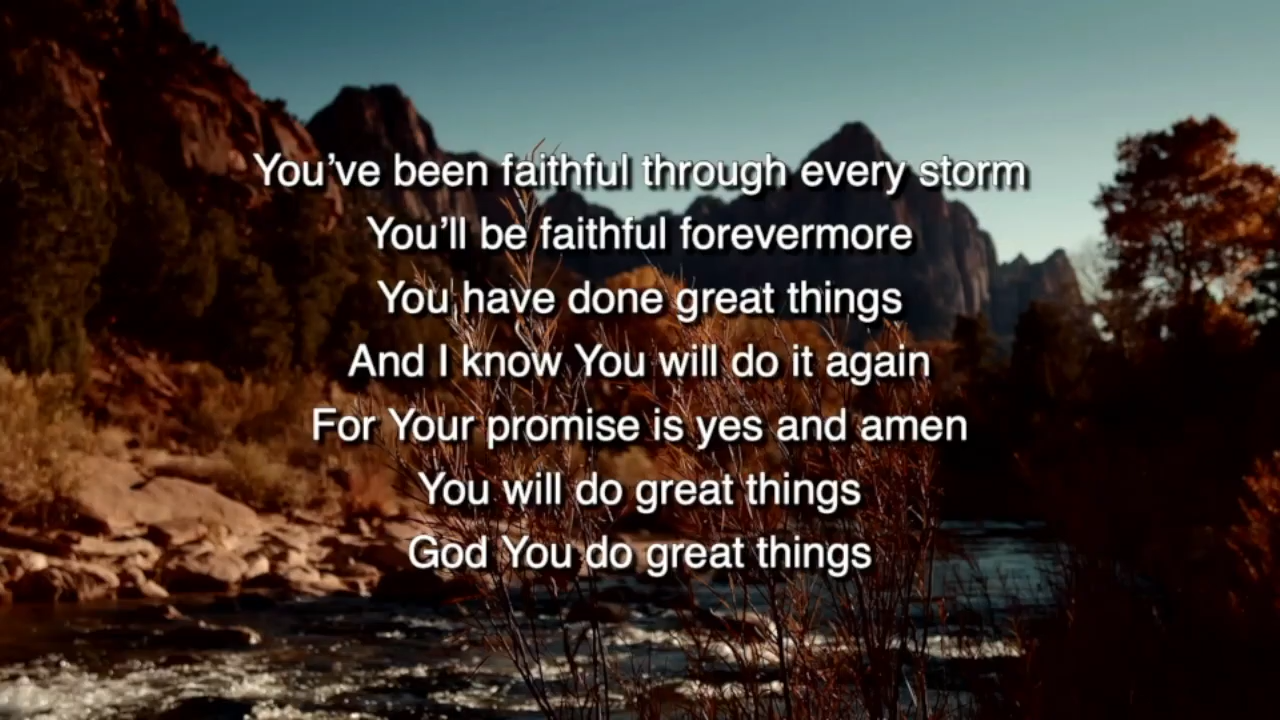 You’ve been faithful through every storm
You’ll be faithful forevermore
You have done great things
And I know You will do it again
For Your promise is yes and amen
You will do great things
God You do great things